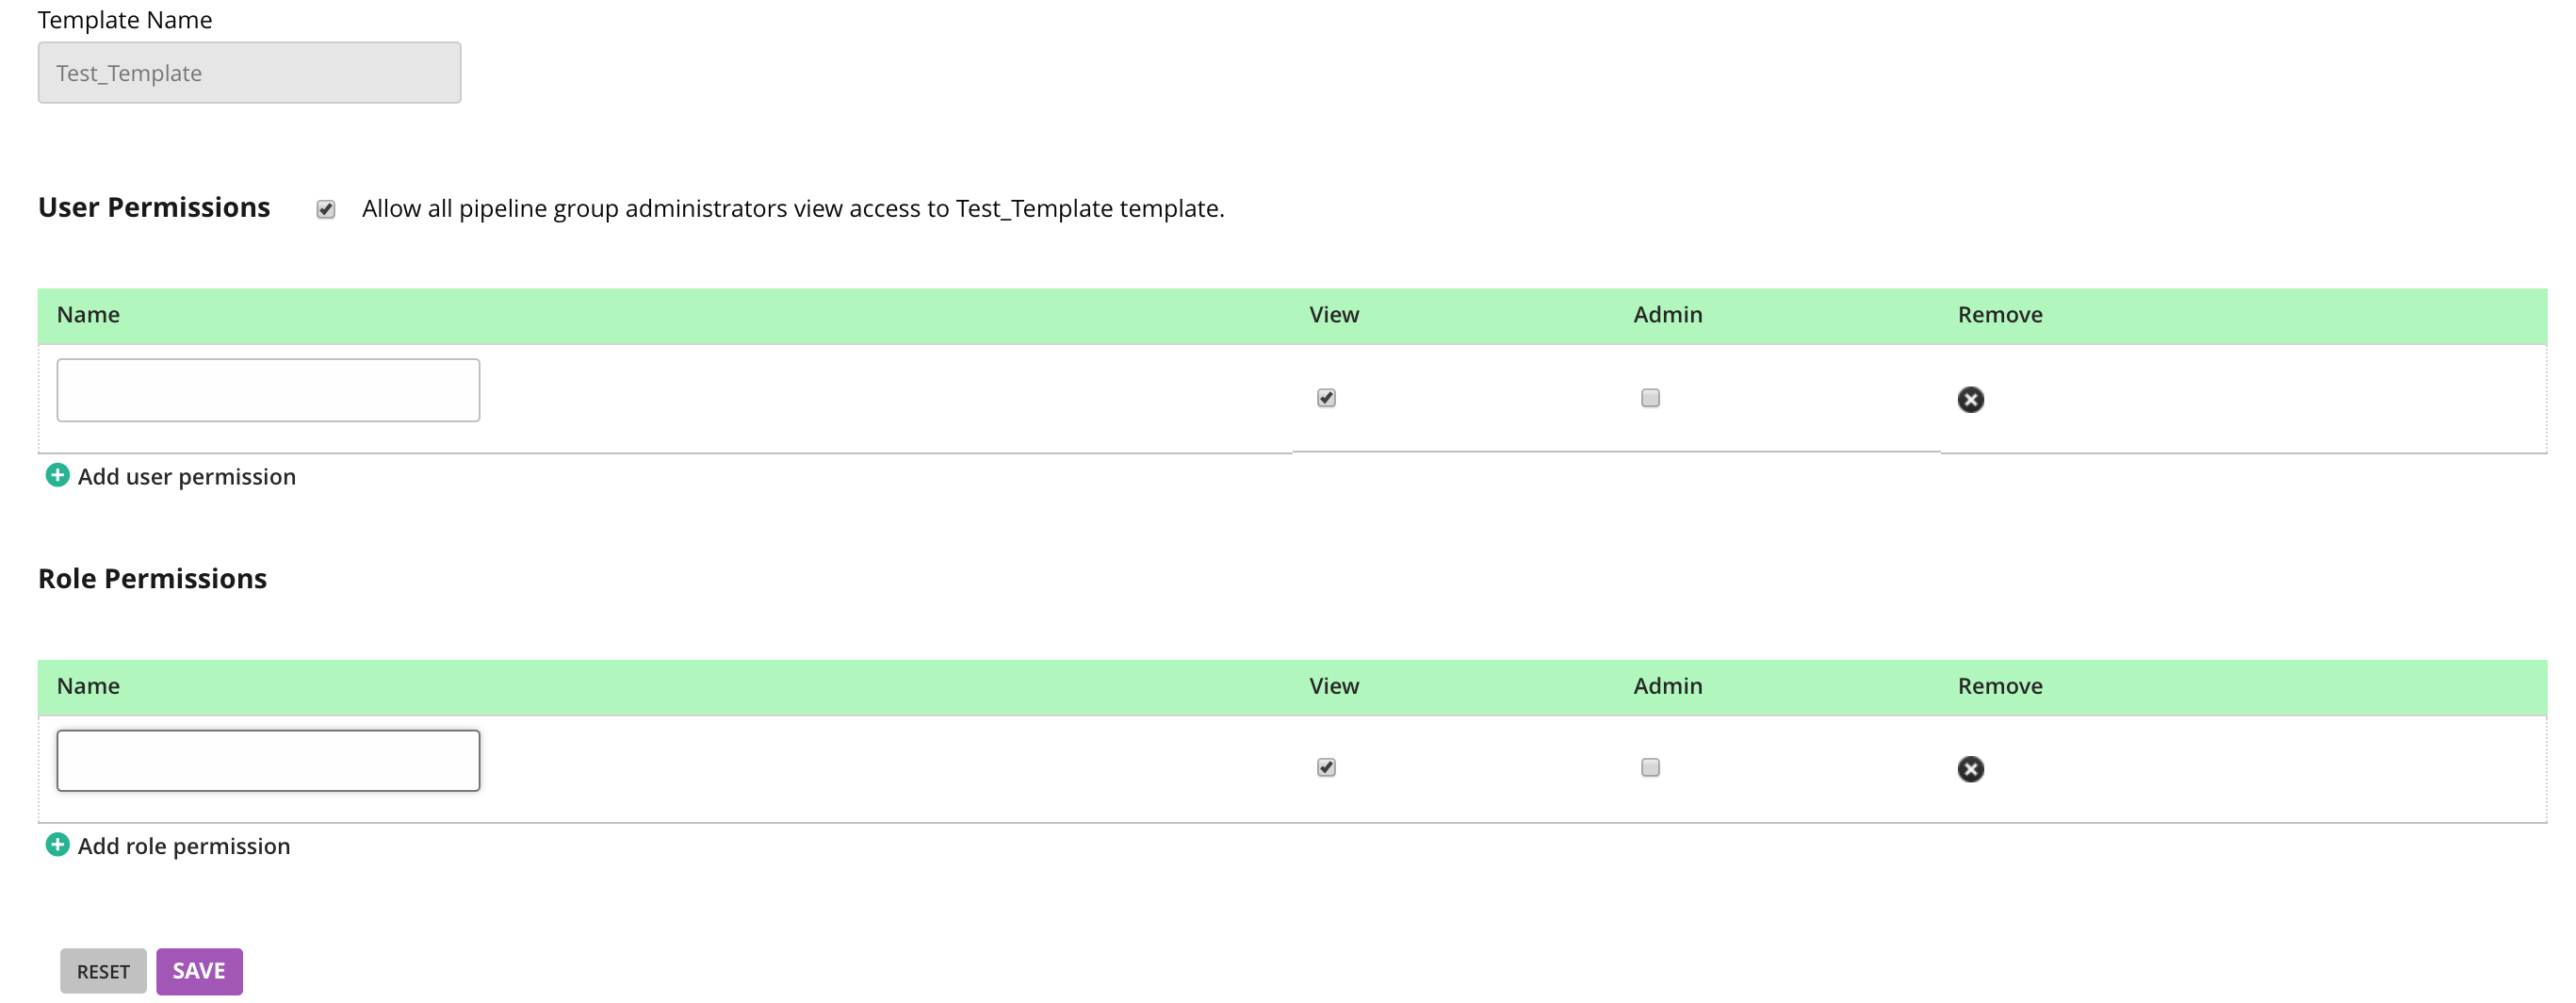 Template Name
Test_Template
User Permissions Allow all pipeline group administrators view access to Test_Template template.
Name View Admin Remove
Add user permission
Role Permissions
Name View Admin Remove
Add role permission
RESET SAVE